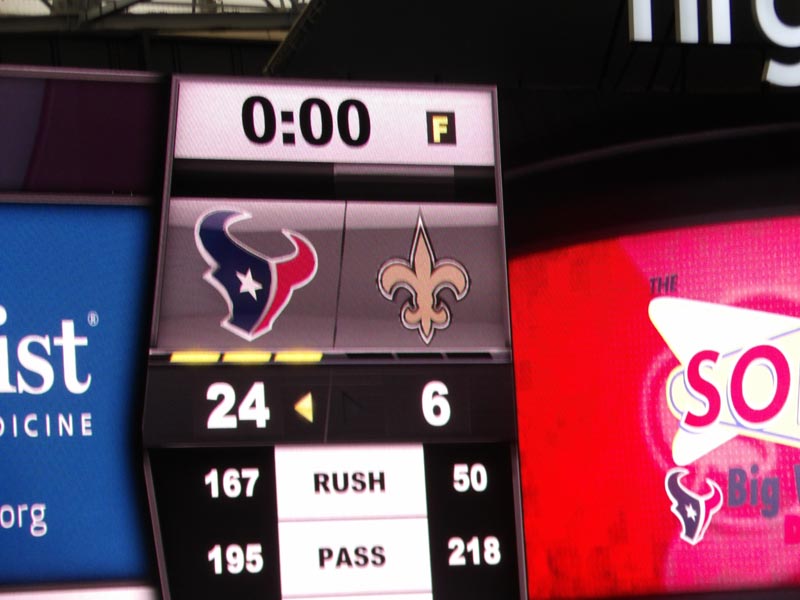 0:00 F
24 6
167 RUSH 50
195 PASS 218
ist®
DICINE
org
THE
SO
Big